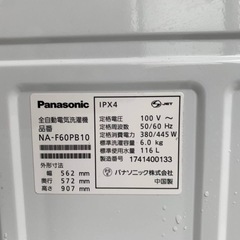 Panasonic
全自動電気洗濯機
品番
NA-F60PB10
外形寸法
幅 562 mm
奥行 572 mm
高さ 907 mm
IPX4
JET
定格電圧 100 V~
定格周波数 50/60 Hz
定格消費電力 380/445 W
標準洗濯容量 6.0 kg
標準使用水量 116 L
製造番号 1741400133
パナソニック株式会社
中国製